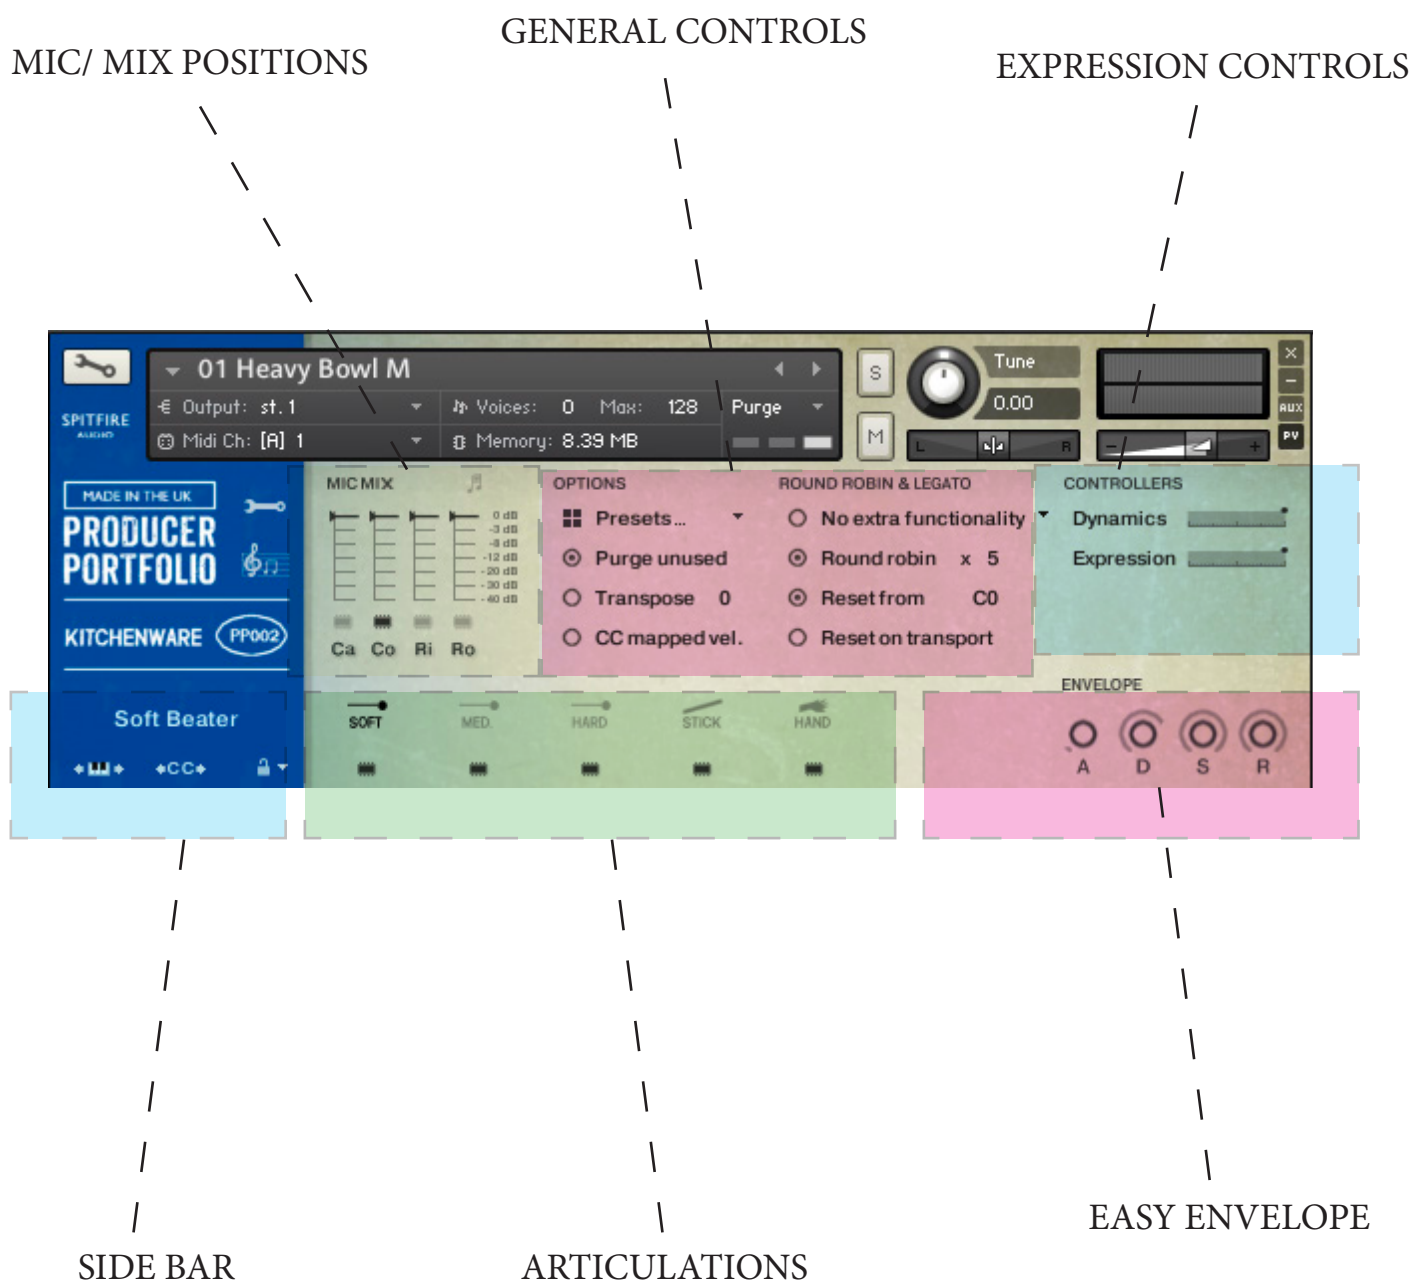 GENERAL CONTROLS
MIC/ MIX POSITIONS
EXPRESSION CONTROLS
01 Heavy Bowl M
S
Tune
X
SPITFIRE
AUDIO
Output: st.1
Voices: 0 Max: 128
Purge
0.00
AUX
Midi Ch: [A] 1
Memory: 8.39 MB
M
L
R
PV
MADE IN THE UK
PRODUCER
PORTFOLIO
KITCHENWARE
PP002
MIC MIX
0 dB
-3 dB
-8 dB
-12 dB
-20 dB
-30 dB
-40 dB
Ca Co Ri Ro
OPTIONS
Presets...
Purge unused
Transpose 0
CC mapped vel.
ROUND ROBIN & LEGATO
No extra functionality
Round robin x 5
Reset from C0
Reset on transport
CONTROLLERS
Dynamics
Expression
Soft Beater
CC
SOFT MED. HARD STICK HAND
ENVELOPE
A D S R
EASY ENVELOPE
SIDE BAR
ARTICULATIONS